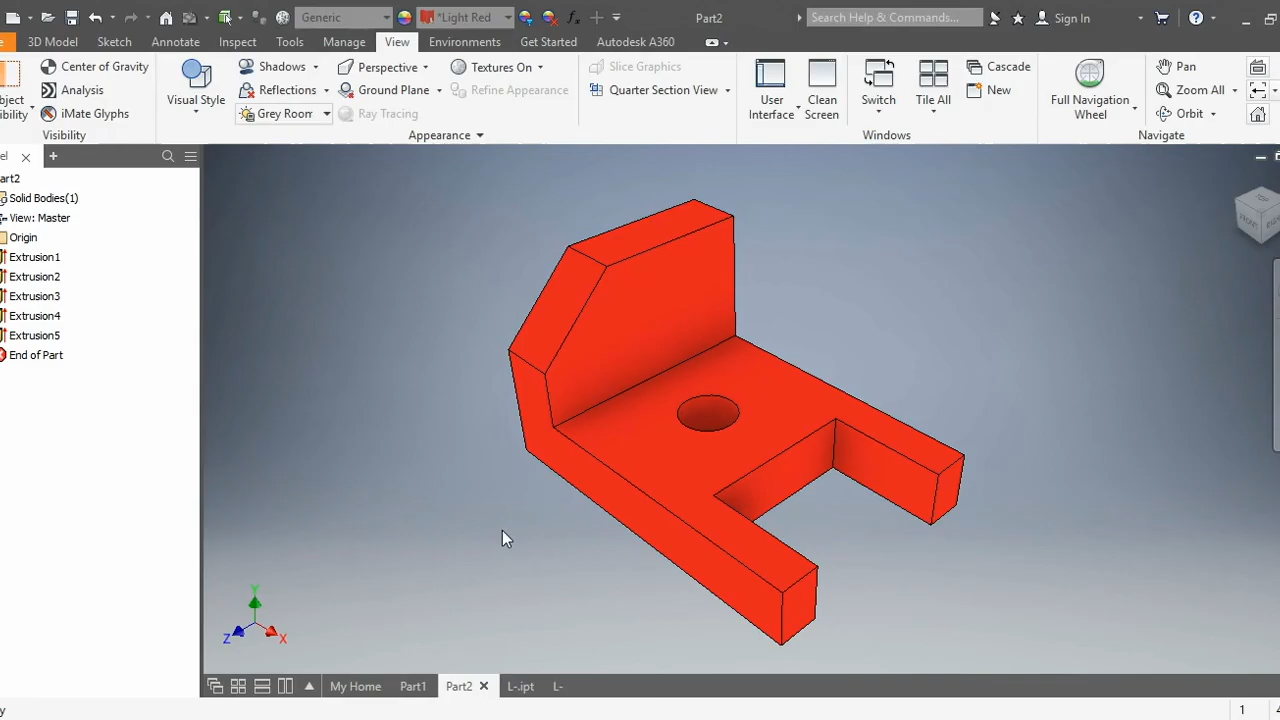 Generic
*Light Red
Part2
Search Help & Commands...
Sign In
3D Model
Sketch
Annotate
Inspect
Tools
Manage
View
Environments
Get Started
Autodesk A360
Center of Gravity
Analysis
iMate Glyphs
Visibility
Visual Style
Shadows
Reflections
Grey Room
Perspective
Ground Plane
Ray Tracing
Textures On
Refine Appearance
Appearance
Slice Graphics
Quarter Section View
User
Interface
Clean
Screen
Switch
Tile All
Cascade
New
Windows
Full Navigation
Wheel
Pan
Zoom All
Orbit
Navigate
Solid Bodies(1)
View: Master
Origin
Extrusion1
Extrusion2
Extrusion3
Extrusion4
Extrusion5
End of Part
FRONT
Y
Z
X
My Home
Part1
Part2
L-.ipt
L-
1